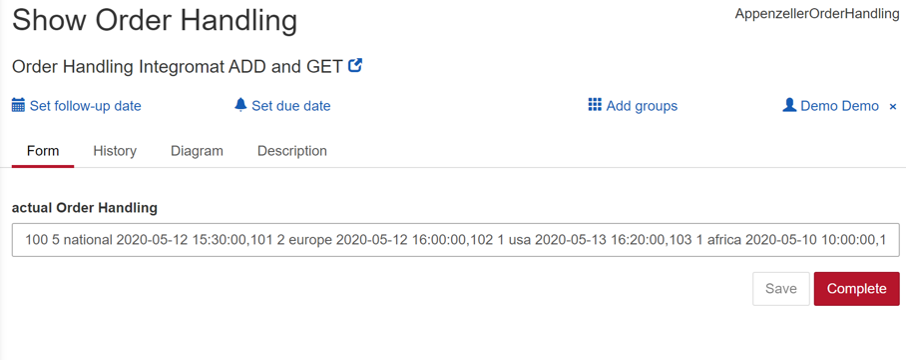 Show Order Handling
AppenzellerOrderHandling
Order Handling Integromat ADD and GET
Set follow-up date
Set due date
Add groups
Demo Demo ×
Form
History
Diagram
Description
actual Order Handling
100 5 national 2020-05-12 15:30:00,101 2 europe 2020-05-12 16:00:00,102 1 usa 2020-05-13 16:20:00,103 1 africa 2020-05-10 10:00:00,1
Save
Complete